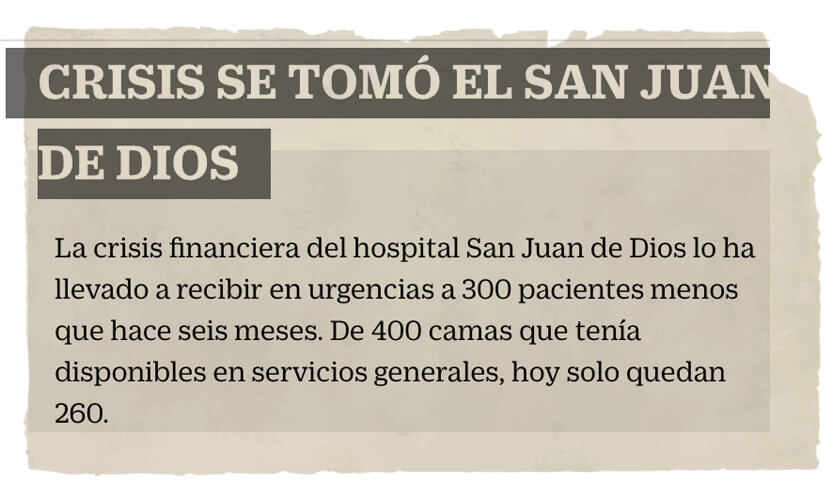 CRISIS SE TOMÓ EL SAN JUAN
DE DIOS
La crisis financiera del hospital San Juan de Dios lo ha
llevado a recibir en urgencias a 300 pacientes menos
que hace seis meses. De 400 camas que tenía
disponibles en servicios generales, hoy solo quedan
260.